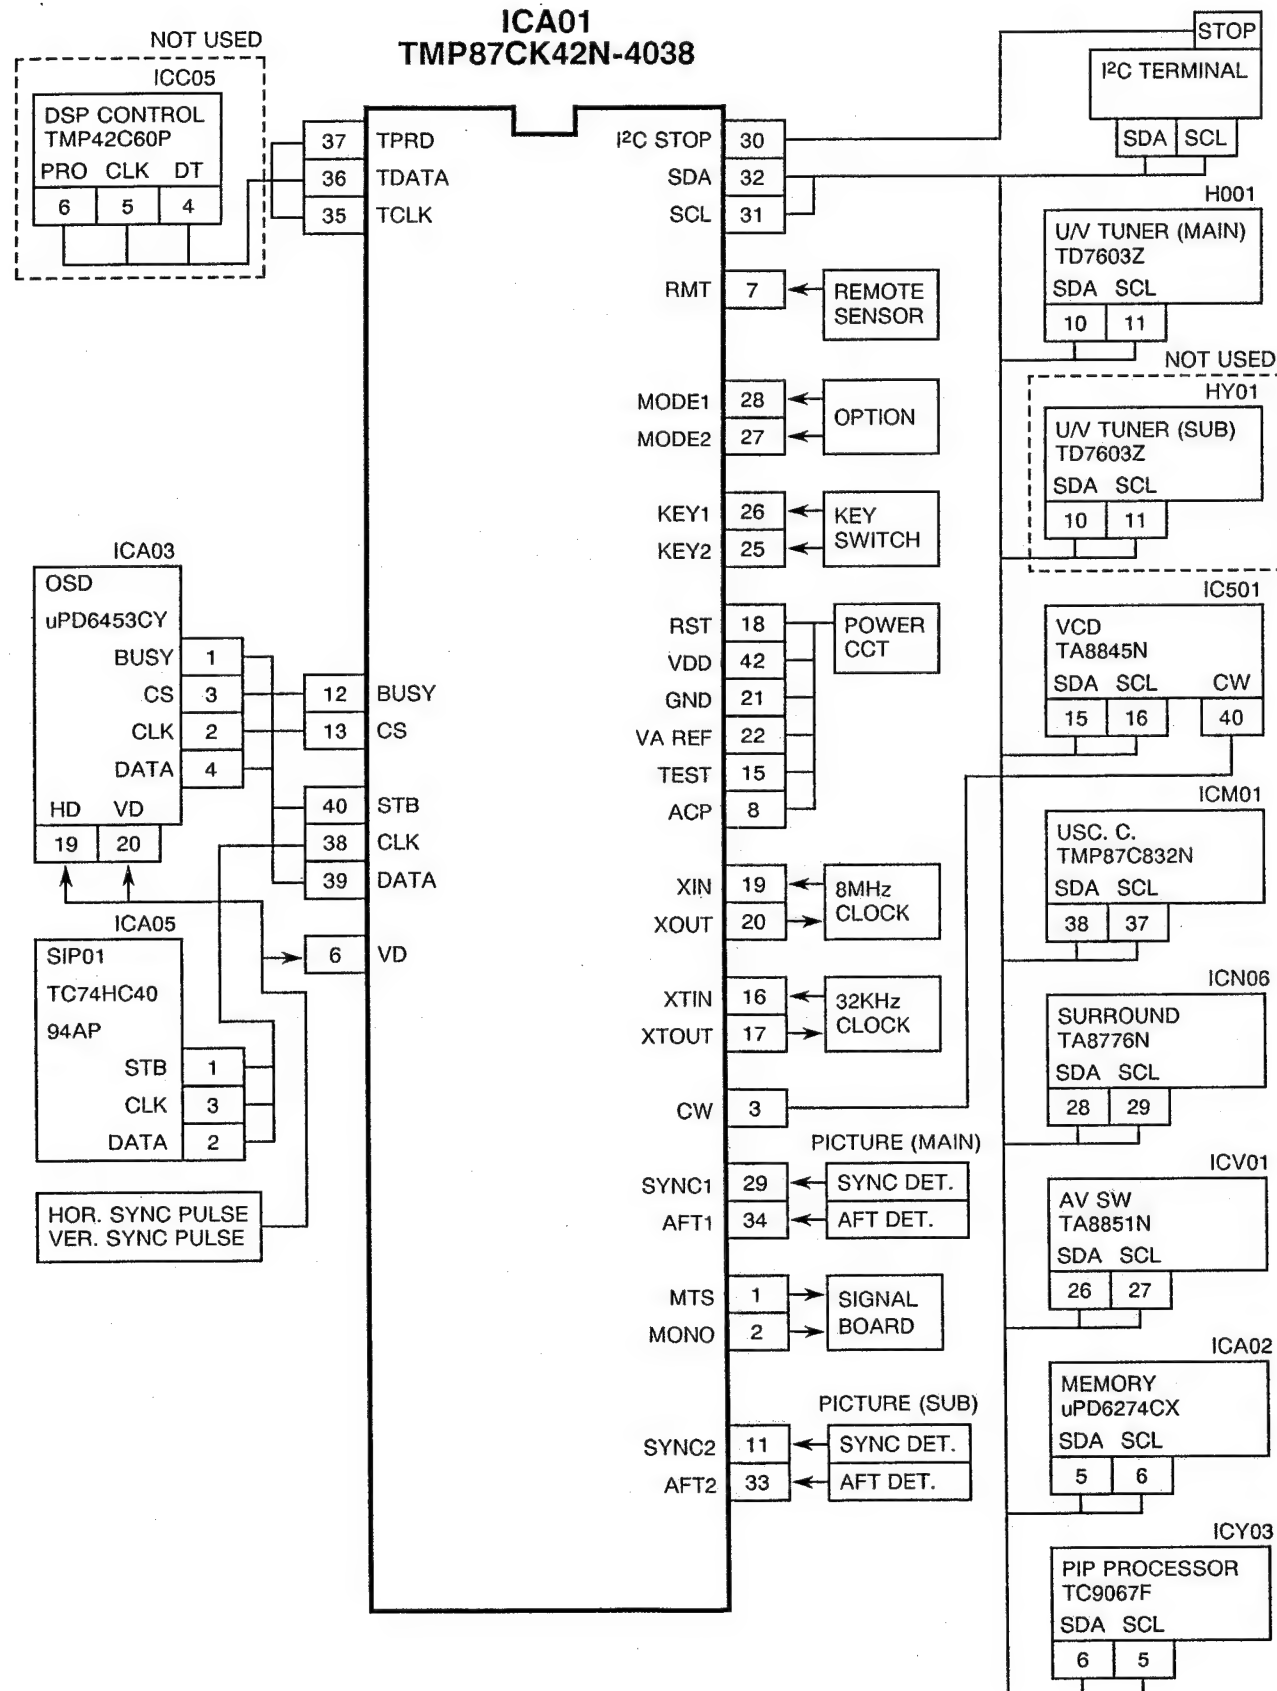 ICA01
TMP87CK42N-4038
NOT USED
ICC05
DSP CONTROL
TMP42C60P
PRO CLK DT
6 5 4
37 TPRD
36 TDATA
35 TCLK
ICA03
OSD
uPD6453CY
BUSY 1
CS 3
CLK 2
DATA 4
HD VD
19 20
12 BUSY
13 CS
40 STB
38 CLK
39 DATA
6 VD
ICA05
SIP01
TC74HC40
94AP
STB 1
CLK 3
DATA 2
HOR. SYNC PULSE
VER. SYNC PULSE
I²C STOP 30
SDA 32
SCL 31
RMT 7
REMOTE
SENSOR
MODE1 28
MODE2 27
OPTION
KEY1 26
KEY2 25
KEY
SWITCH
RST 18
VDD 42
GND 21
VA REF 22
TEST 15
ACP 8
POWER
CCT
XIN 19
XOUT 20
8MHz
CLOCK
XTIN 16
XTOUT 17
32KHz
CLOCK
CW 3
PICTURE (MAIN)
SYNC1 29 SYNC DET.
AFT1 34 AFT DET.
MTS 1
MONO 2
SIGNAL
BOARD
PICTURE (SUB)
SYNC2 11 SYNC DET.
AFT2 33 AFT DET.
STOP
I²C TERMINAL
SDA SCL
H001
U/V TUNER (MAIN)
TD7603Z
SDA SCL
10 11
NOT USED
HY01
U/V TUNER (SUB)
TD7603Z
SDA SCL
10 11
IC501
VCD
TA8845N
SDA SCL CW
15 16 40
ICM01
USC. C.
TMP87C832N
SDA SCL
38 37
ICN06
SURROUND
TA8776N
SDA SCL
28 29
ICV01
AV SW
TA8851N
SDA SCL
26 27
ICA02
MEMORY
uPD6274CX
SDA SCL
5 6
ICY03
PIP PROCESSOR
TC9067F
SDA SCL
6 5